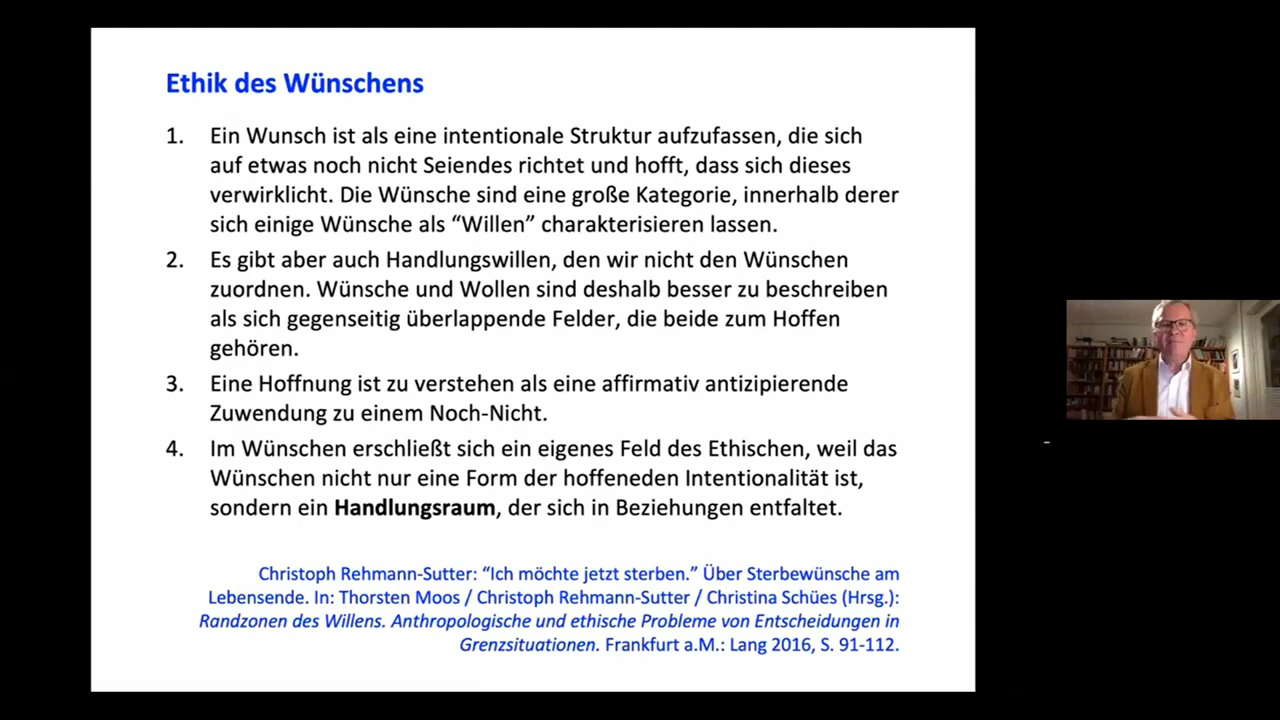 Ethik des Wünschens
1. Ein Wunsch ist als eine intentionale Struktur aufzufassen, die sich
auf etwas noch nicht Seiendes richtet und hofft, dass sich dieses
verwirklicht. Die Wünsche sind eine große Kategorie, innerhalb derer
sich einige Wünsche als “Willen” charakterisieren lassen.
2. Es gibt aber auch Handlungswillen, den wir nicht den Wünschen
zuordnen. Wünsche und Wollen sind deshalb besser zu beschreiben
als sich gegenseitig überlappende Felder, die beide zum Hoffen
gehören.
3. Eine Hoffnung ist zu verstehen als eine affirmativ antizipierende
Zuwendung zu einem Noch-Nicht.
4. Im Wünschen erschließt sich ein eigenes Feld des Ethischen, weil das
Wünschen nicht nur eine Form der hoffeneden Intentionalität ist,
sondern ein Handlungsraum, der sich in Beziehungen entfaltet.
Christoph Rehmann-Sutter: “Ich möchte jetzt sterben.” Über Sterbewünsche am
Lebensende. In: Thorsten Moos / Christoph Rehmann-Sutter / Christina Schües (Hrsg.):
Randzonen des Willens. Anthropologische und ethische Probleme von Entscheidungen in
Grenzsituationen. Frankfurt a.M.: Lang 2016, S. 91-112.